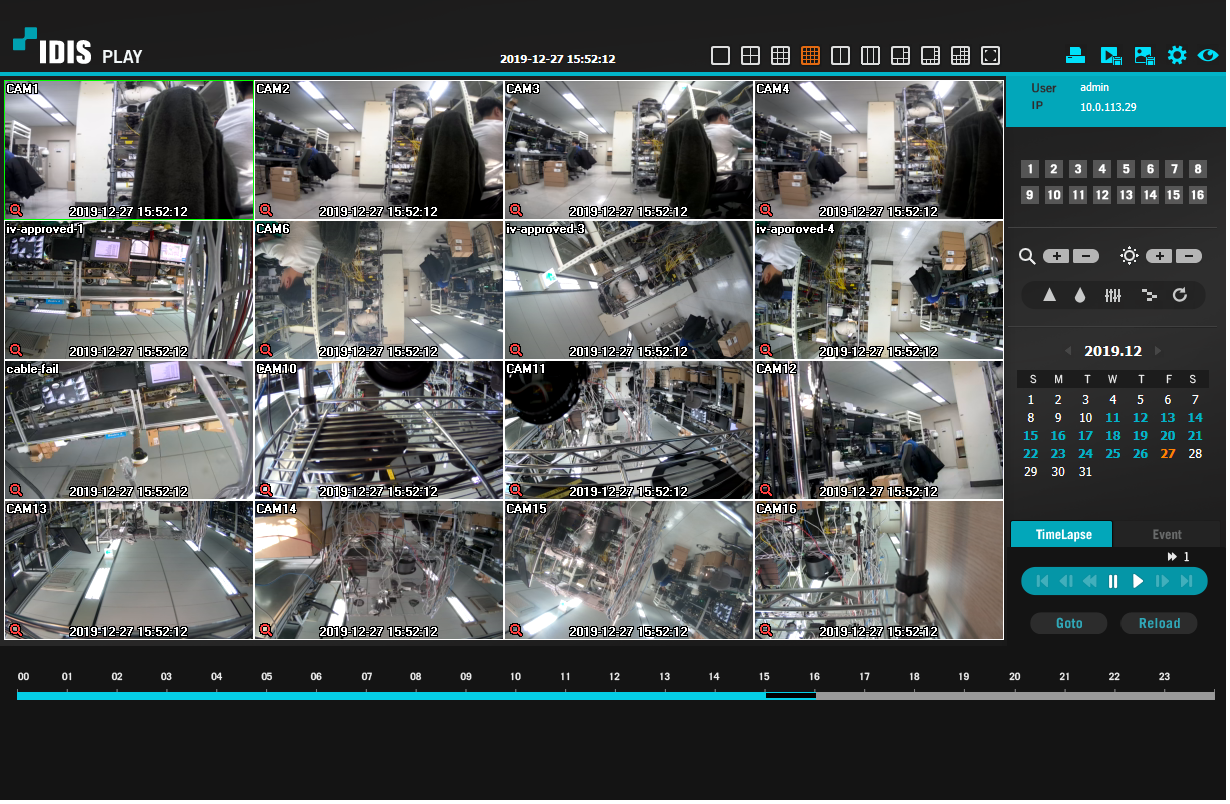 IDIS PLAY
2019-12-27 15:52:12
User admin
IP 10.0.113.29
CAM1
2019-12-27 15:52:12
CAM2
2019-12-27 15:52:12
CAM3
2019-12-27 15:52:12
CAM4
2019-12-27 15:52:12
iv-approved-1
2019-12-27 15:52:12
CAM6
2019-12-27 15:52:12
iv-approved-3
2019-12-27 15:52:12
iv-aporoved-4
2019-12-27 15:52:12
cable-fail
2019-12-27 15:52:12
CAM10
2019-12-27 15:52:12
CAM11
2019-12-27 15:52:12
CAM12
2019-12-27 15:52:12
CAM13
2019-12-27 15:52:12
CAM14
2019-12-27 15:52:12
CAM15
2019-12-27 15:52:12
CAM16
2019-12-27 15:52:12
1 2 3 4 5 6 7 8
9 10 11 12 13 14 15 16
2019.12
S M T W T F S
1 2 3 4 5 6 7
8 9 10 11 12 13 14
15 16 17 18 19 20 21
22 23 24 25 26 27 28
29 30 31
TimeLapse Event
1
Goto Reload
00 01 02 03 04 05 06 07 08 09 10 11 12 13 14 15 16 17 18 19 20 21 22 23